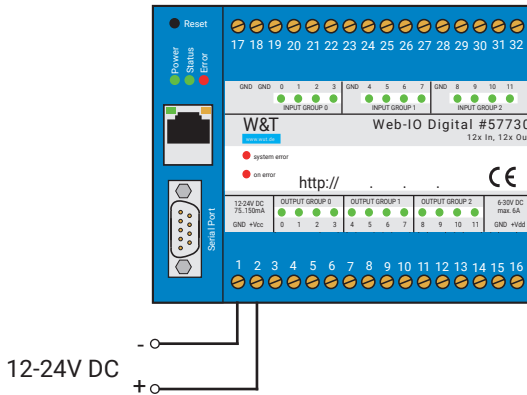 Reset
Power
Status
Error
17 18 19 20 21 22 23 24 25 26 27 28 29 30 31 32
GND GND 0 1 2 3 GND 4 5 6 7 GND 8 9 10 11
INPUT GROUP 0 INPUT GROUP 1 INPUT GROUP 2
W&T Web-IO Digital #57730
www.wut.de 12x In, 12x Ou
system error
on error
http:// . . . CE
12-24V DC OUTPUT GROUP 0 OUTPUT GROUP 1 OUTPUT GROUP 2 6-30V DC
75..150mA max. 6A
GND +Vcc 0 1 2 3 4 5 6 7 8 9 10 11 GND +Vdd
Serial Port
1 2 3 4 5 6 7 8 9 10 11 12 13 14 15 16
-
12-24V DC
+